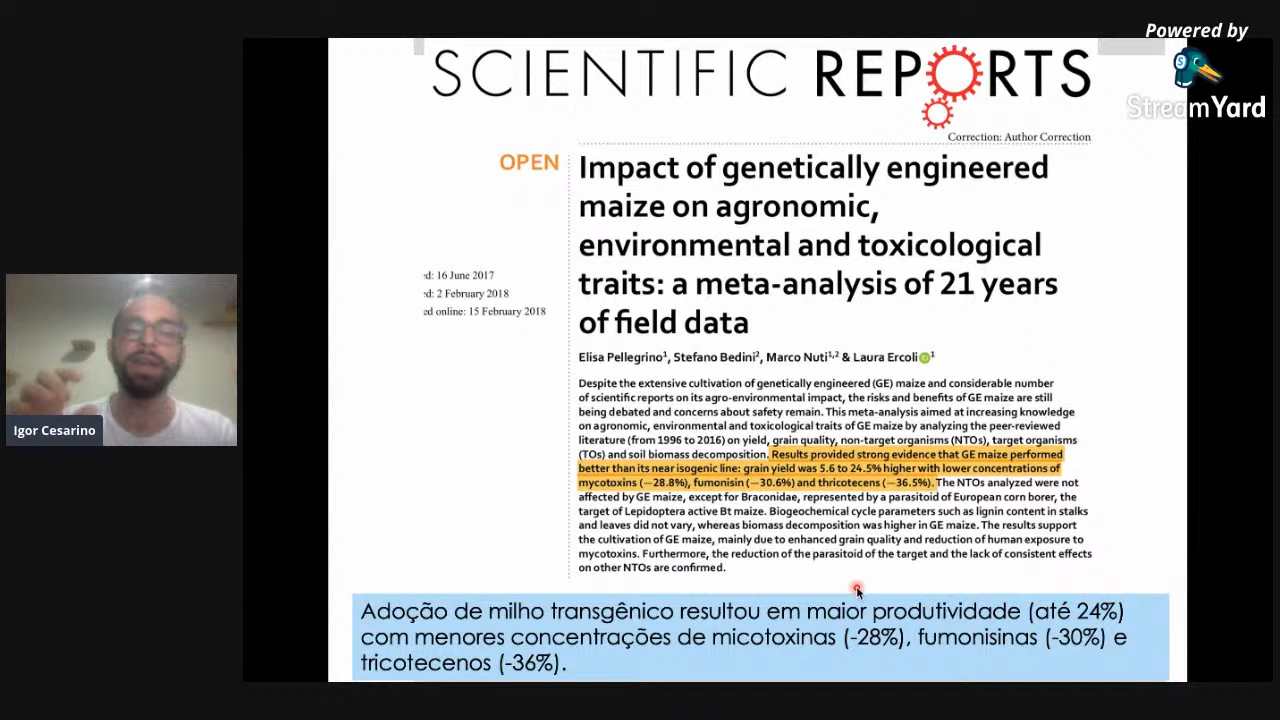 Powered by
StreamYard
SCIENTIFIC REPORTS
Correction: Author Correction
OPEN
Impact of genetically engineered
maize on agronomic,
environmental and toxicological
traits: a meta-analysis of 21 years
of field data
ed: 16 June 2017
ed: 2 February 2018
ed online: 15 February 2018
Elisa Pellegrino1, Stefano Bedini2, Marco Nuti1,2 & Laura Ercoli 1
Despite the extensive cultivation of genetically engineered (GE) maize and considerable number
of scientific reports on its agro-environmental impact, the risks and benefits of GE maize are still
being debated and concerns about safety remain. This meta-analysis aimed at increasing knowledge
on agronomic, environmental and toxicological traits of GE maize by analyzing the peer-reviewed
literature (from 1996 to 2016) on yield, grain quality, non-target organisms (NTOs), target organisms
(TOs) and soil biomass decomposition. Results provided strong evidence that GE maize performed
better than its near isogenic line: grain yield was 5.6 to 24.5% higher with lower concentrations of
mycotoxins (−28.8%), fumonisin (−30.6%) and thricotecens (−36.5%). The NTOs analyzed were not
affected by GE maize, except for Braconidae, represented by a parasitoid of European corn borer, the
target of Lepidoptera active Bt maize. Biogeochemical cycle parameters such as lignin content in stalks
and leaves did not vary, whereas biomass decomposition was higher in GE maize. The results support
the cultivation of GE maize, mainly due to enhanced grain quality and reduction of human exposure to
mycotoxins. Furthermore, the reduction of the parasitoid of the target and the lack of consistent effects
on other NTOs are confirmed.
Igor Cesarino
Adoção de milho transgênico resultou em maior produtividade (até 24%)
com menores concentrações de micotoxinas (-28%), fumonisinas (-30%) e
tricotecenos (-36%).